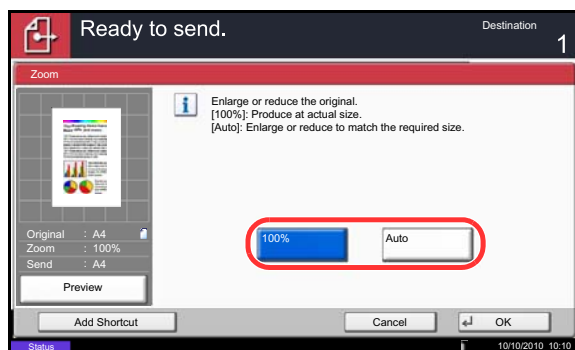 Ready to send.
Destination
1
Zoom
Enlarge or reduce the original.
[100%]: Produce at actual size.
[Auto]: Enlarge or reduce to match the required size.
Original : A4
Zoom : 100%
Send : A4
100%
Auto
Preview
Add Shortcut
Cancel
OK
Status
10/10/2010 10:10